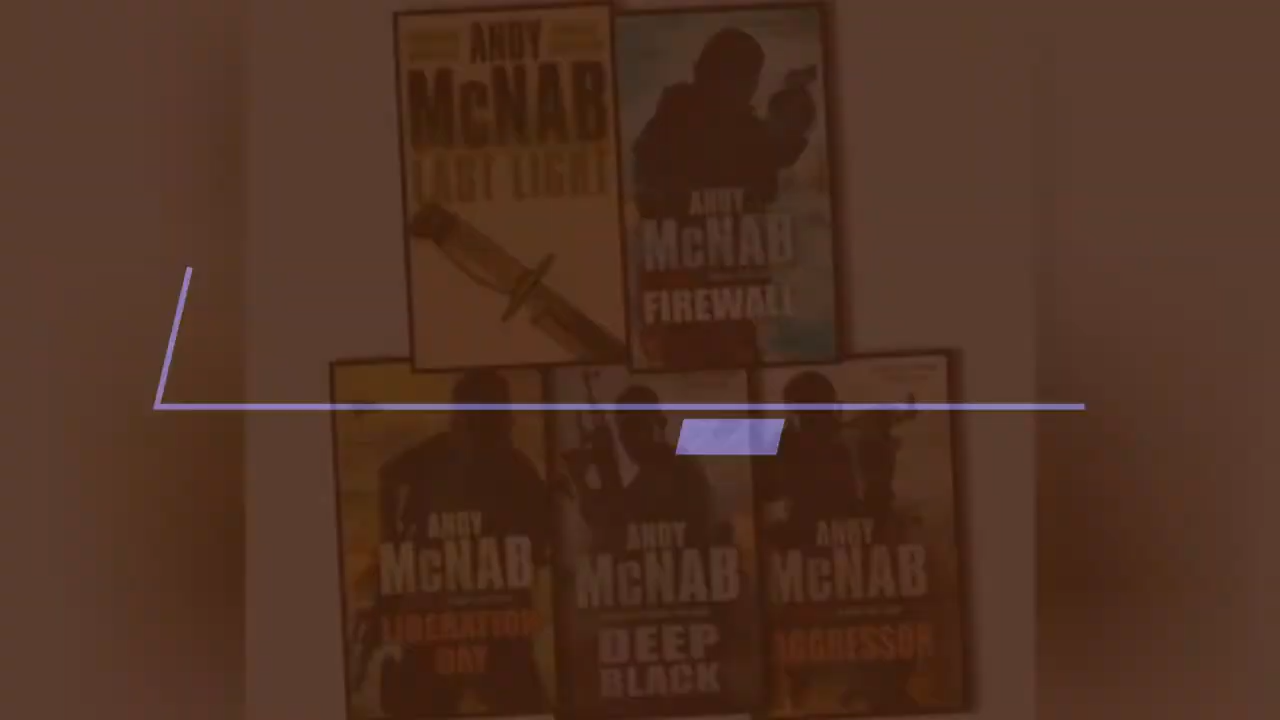 ANDY
McNAB
LAST LIGHT
ANDY
McNAB
FIREWALL
ANDY
McNAB
LIBERATION
DAY
ANDY
McNAB
DEEP
BLACK
ANDY
McNAB
AGGRESSOR